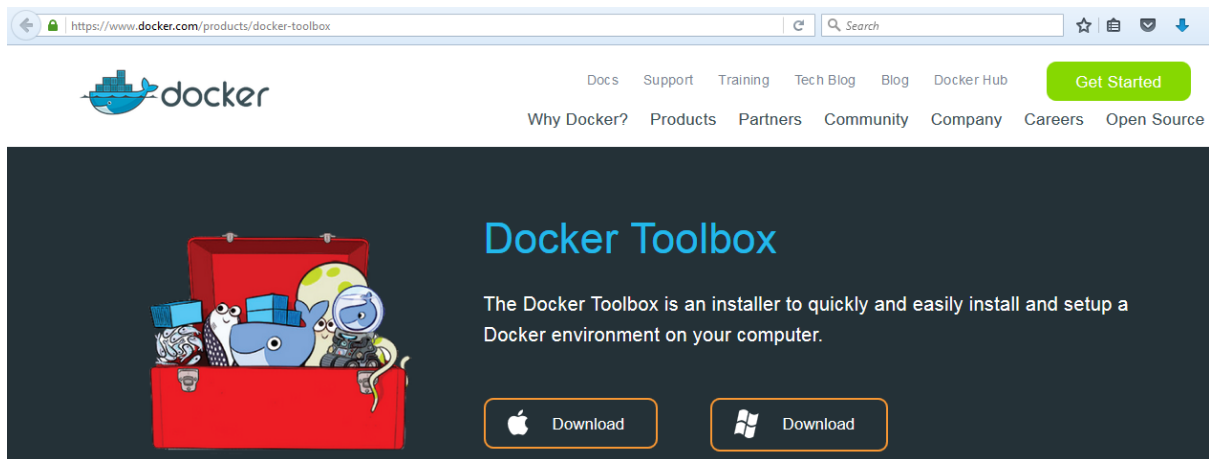 https://www.docker.com/products/docker-toolbox
Search
docker
Docs Support Training Tech Blog Blog Docker Hub Get Started
Why Docker? Products Partners Community Company Careers Open Source
Docker Toolbox
The Docker Toolbox is an installer to quickly and easily install and setup a
Docker environment on your computer.
Download Download